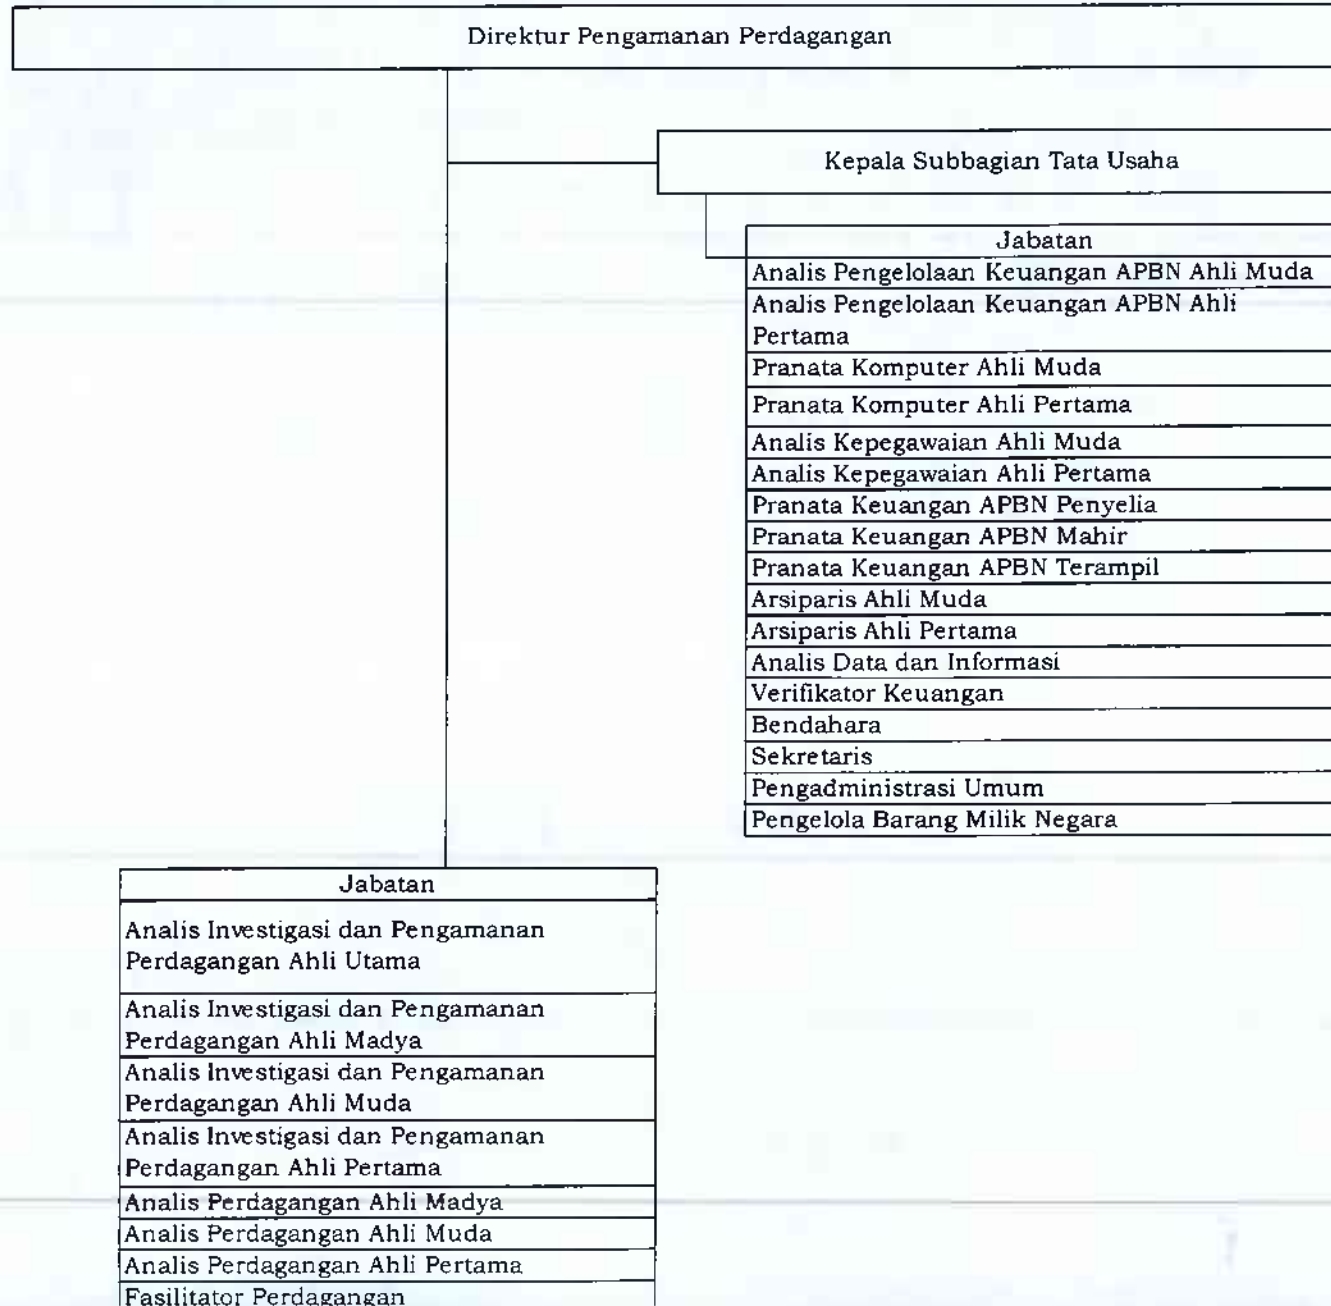 Direktur Pengamanan Perdagangan
Kepala Subbagian Tata Usaha
Jabatan
Analis Pengelolaan Keuangan APBN Ahli Muda
Analis Pengelolaan Keuangan APBN Ahli
Pertama
Pranata Komputer Ahli Muda
Pranata Komputer Ahli Pertama
Analis Kepegawaian Ahli Muda
Analis Kepegawaian Ahli Pertama
Pranata Keuangan APBN Penyelia
Pranata Keuangan APBN Mahir
Pranata Keuangan APBN Terampil
Arsiparis Ahli Muda
Arsiparis Ahli Pertama
Analis Data dan Informasi
Verifikator Keuangan
Bendahara
Sekretaris
Pengadministrasi Umum
Pengelola Barang Milik Negara
Jabatan
Analis Investigasi dan Pengamanan
Perdagangan Ahli Utama
Analis Investigasi dan Pengamanan
Perdagangan Ahli Madya
Analis Investigasi dan Pengamanan
Perdagangan Ahli Muda
Analis Investigasi dan Pengamanan
Perdagangan Ahli Pertama
Analis Perdagangan Ahli Madya
Analis Perdagangan Ahli Muda
Analis Perdagangan Ahli Pertama
Fasilitator Perdagangan